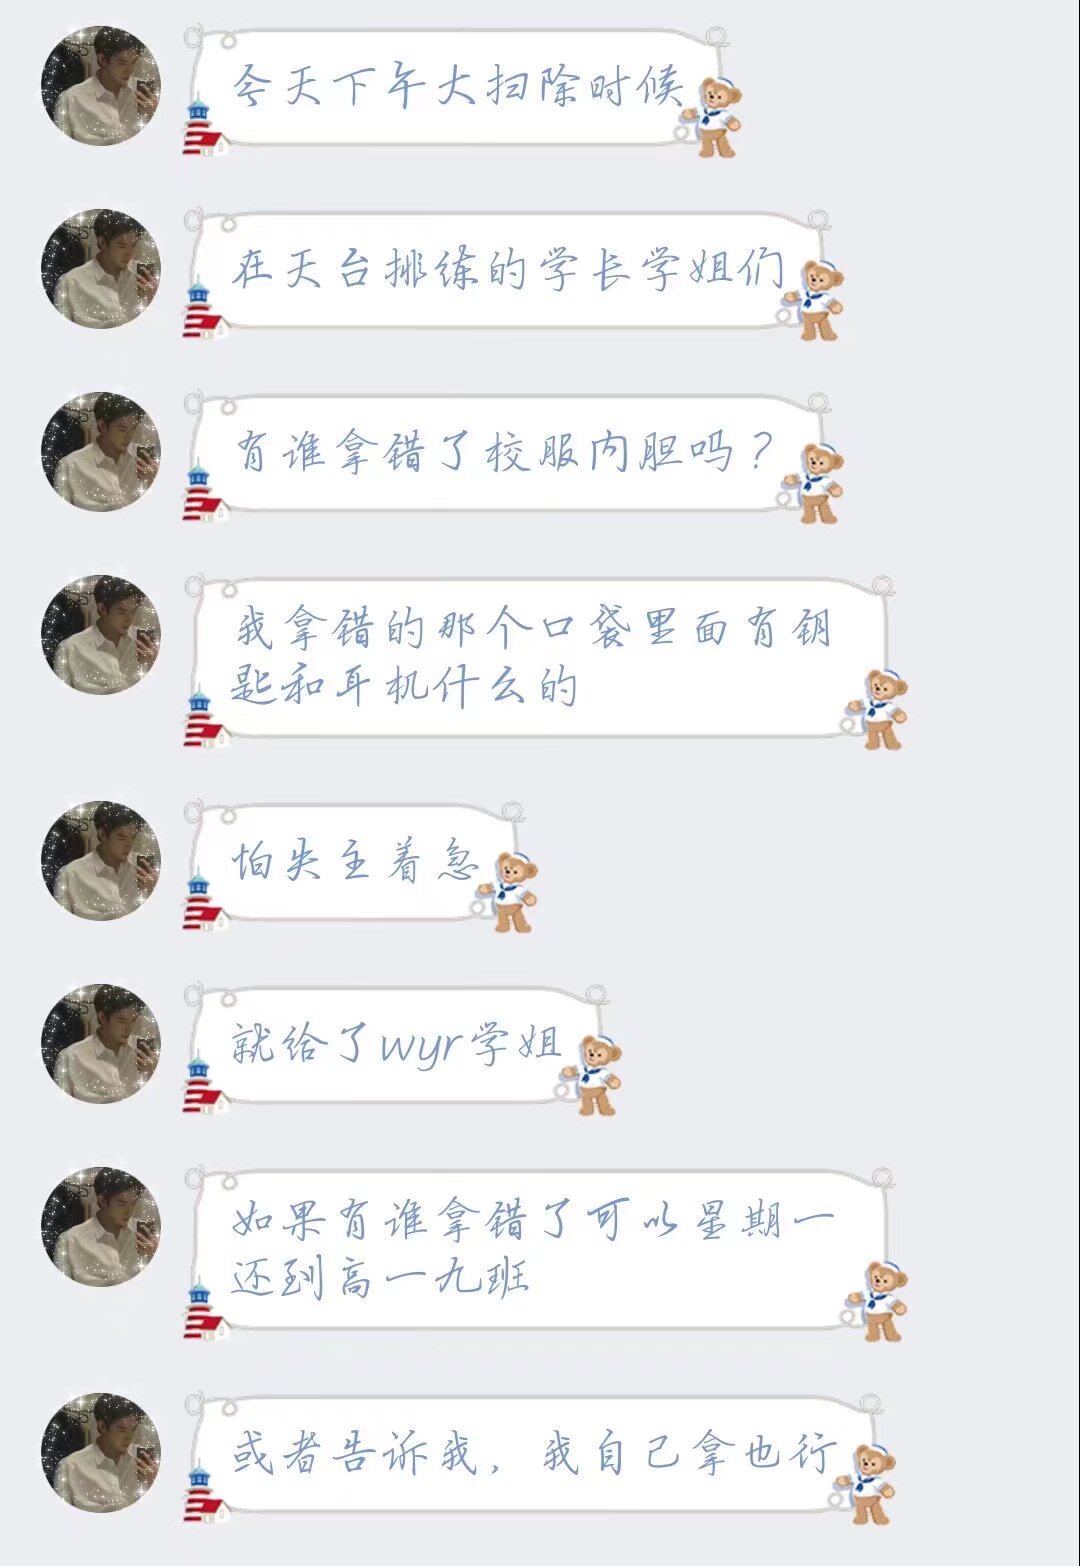 今天下午大扫除时候
在天台排练的学长学姐们
有谁拿错了校服内胆吗？
我拿错的那个口袋里面有钥
匙和耳机什么的
怕失主着急
就给了wyr学姐
如果有谁拿错了可以星期一
还到高一九班
或者告诉我，我自己拿也行